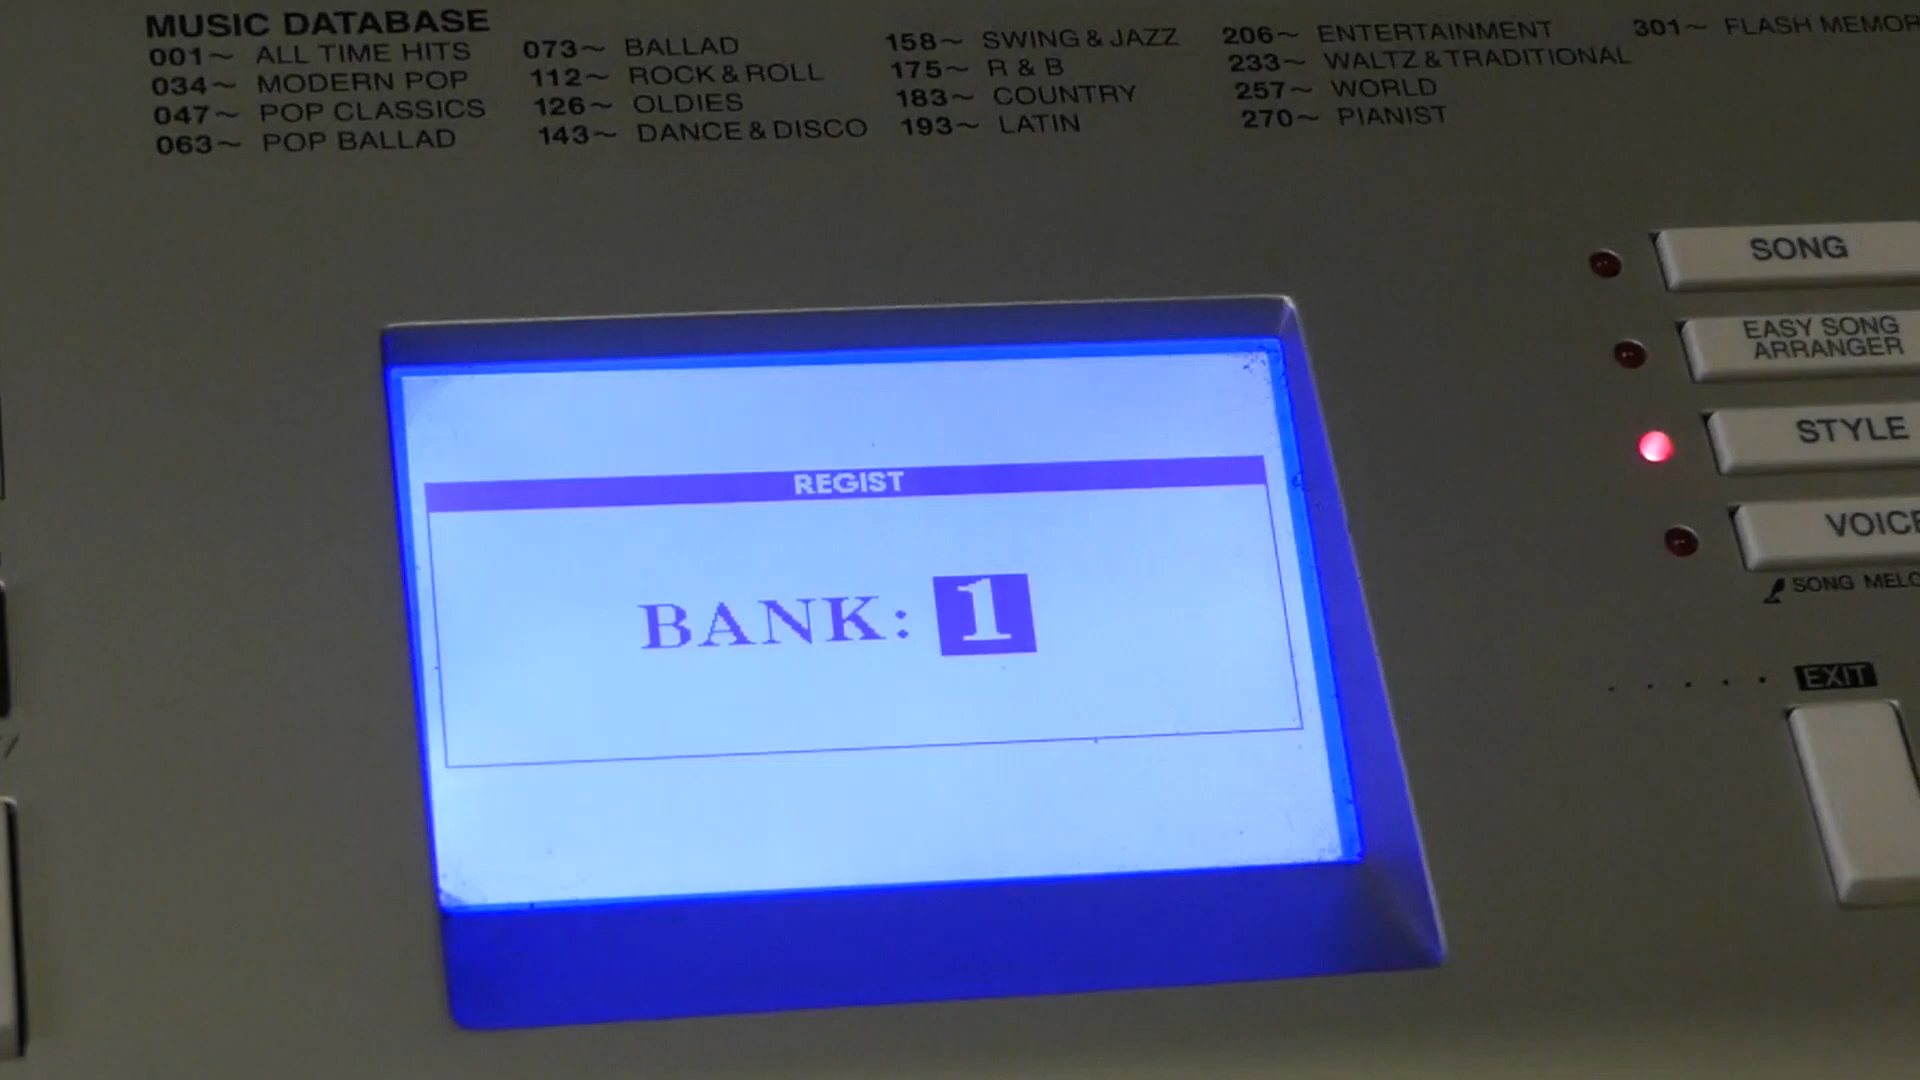 MUSIC DATABASE
001~ ALL TIME HITS
034~ MODERN POP
047~ POP CLASSICS
063~ POP BALLAD
073~ BALLAD
112~ ROCK & ROLL
126~ OLDIES
143~ DANCE & DISCO
158~ SWING & JAZZ
175~ R & B
183~ COUNTRY
193~ LATIN
206~ ENTERTAINMENT
233~ WALTZ & TRADITIONAL
257~ WORLD
270~ PIANIST
301~ FLASH MEMOR
SONG
EASY SONG
ARRANGER
STYLE
VOICE
SONG MELO
EXIT
REGIST
BANK: 1